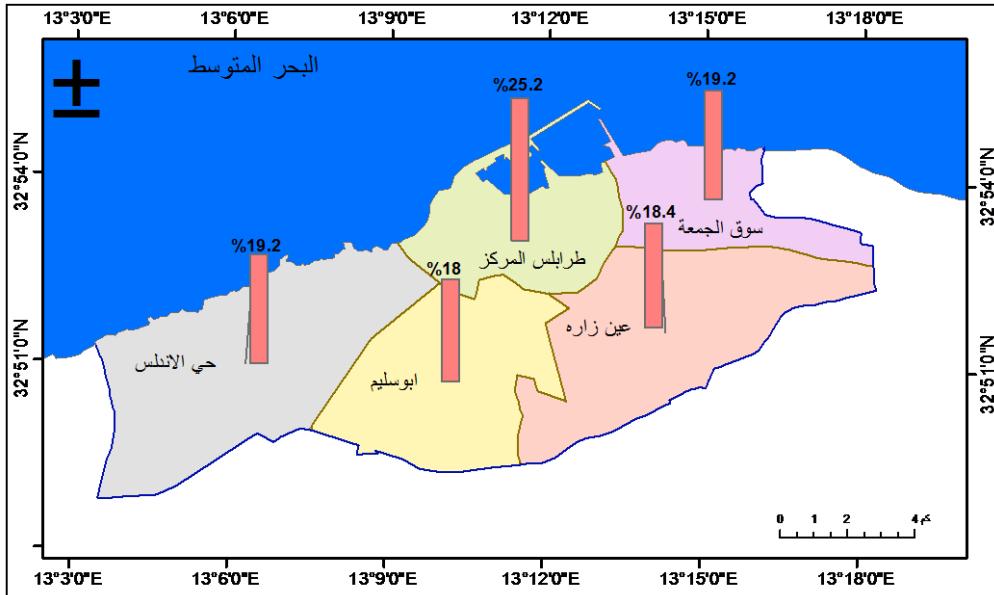 13°3'0"E 13°6'0"E 13°9'0"E 13°12'0"E 13°15'0"E 13°18'0"E
البحر المتوسط
%25.2
%19.2
32°54'0"N
32°54'0"N
%18.4
سوق الجمعة
%19.2
طرابلس المركز
%18
عين زاره
32°51'0"N
حي الاندلس
ابوسليم
32°51'0"N
0 1 2 4 كم
13°3'0"E 13°6'0"E 13°9'0"E 13°12'0"E 13°15'0"E 13°18'0"E